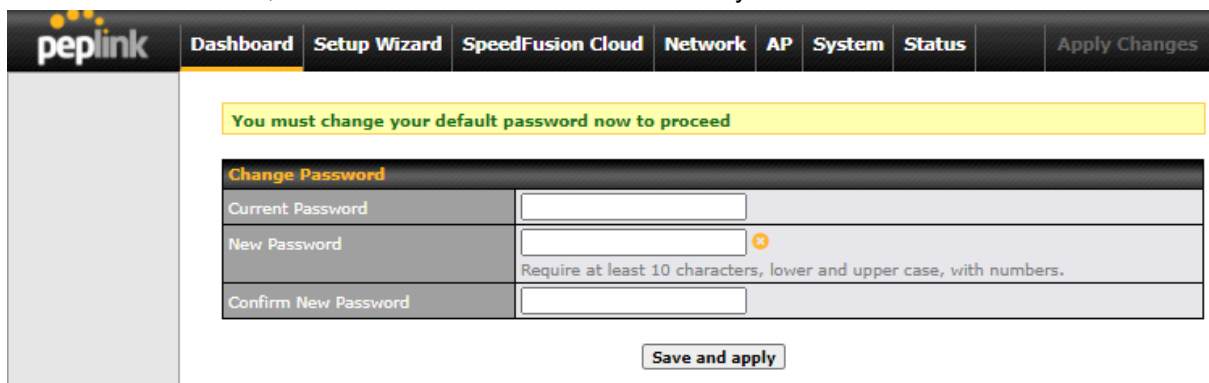 peplink Dashboard Setup Wizard SpeedFusion Cloud Network AP System Status Apply Changes
You must change your default password now to proceed
Change Password
Current Password
New Password
Require at least 10 characters, lower and upper case, with numbers.
Confirm New Password
Save and apply